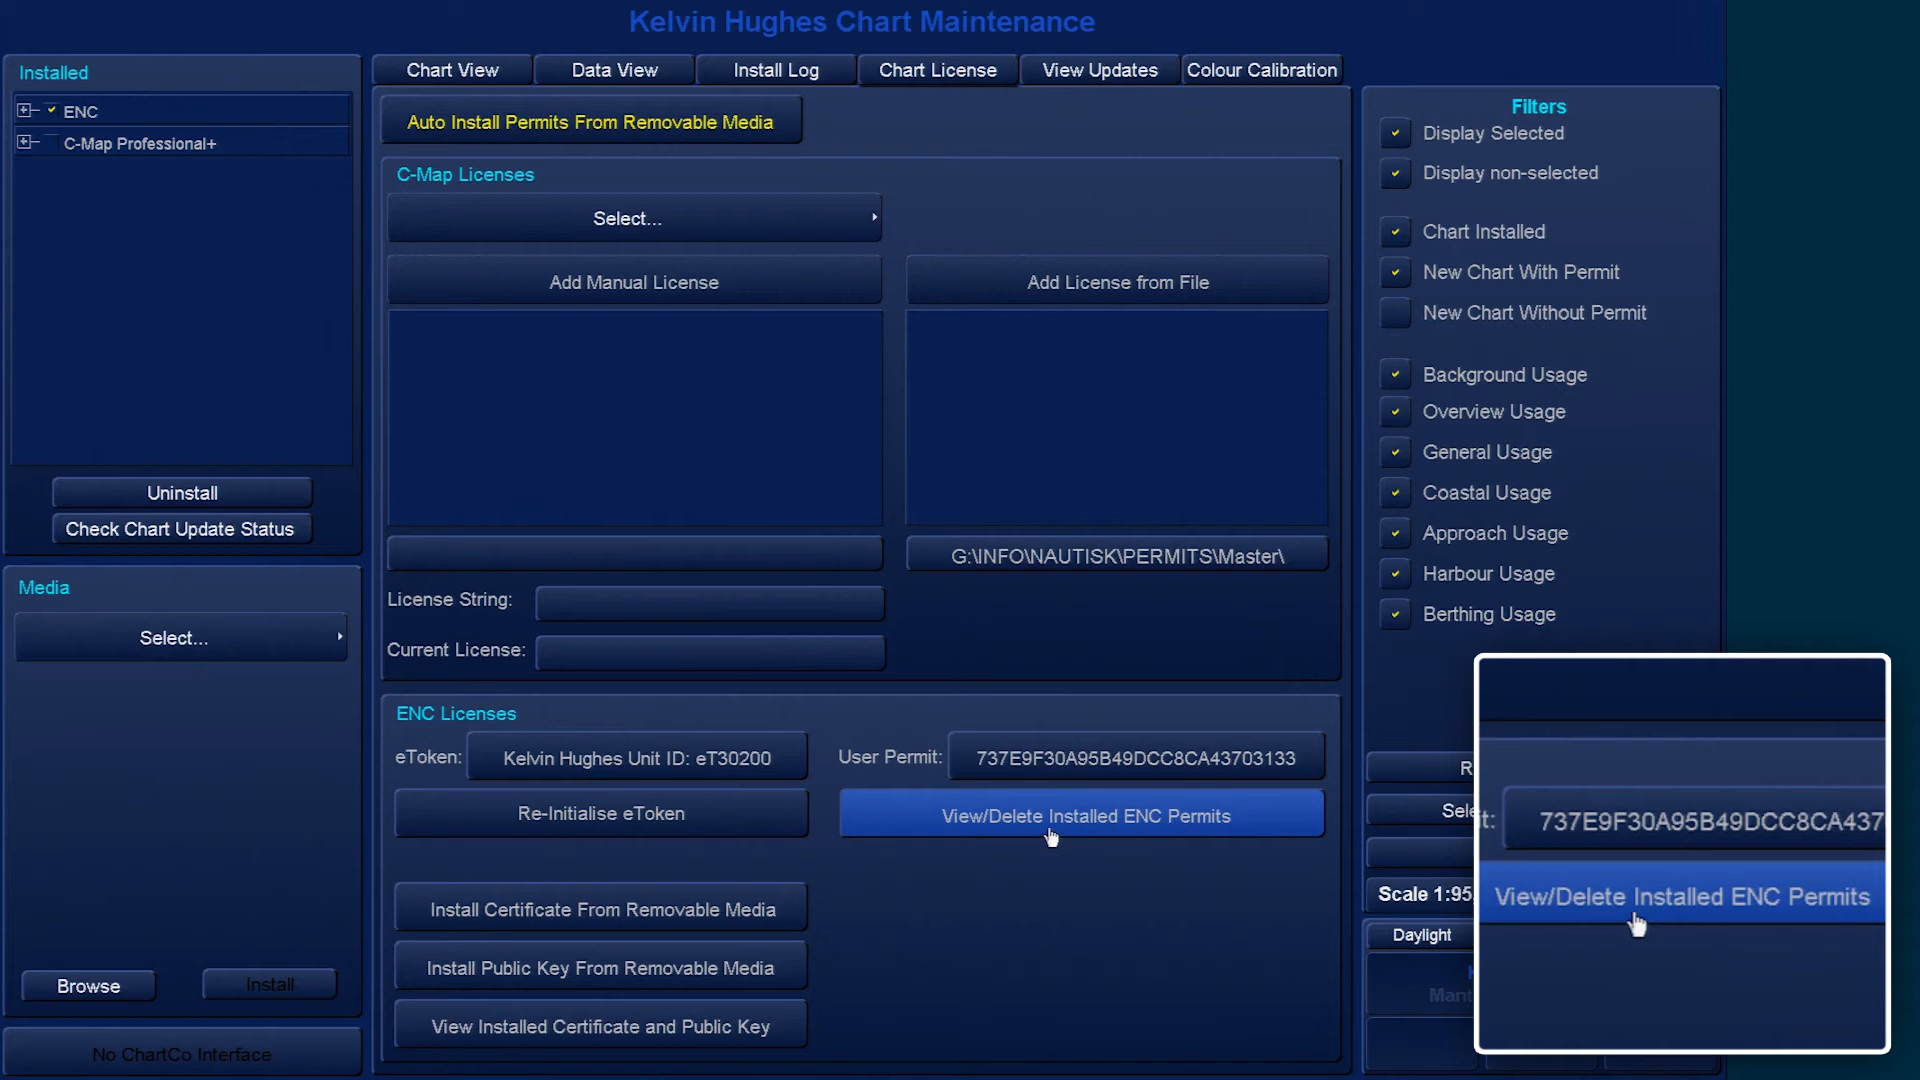 Kelvin Hughes Chart Maintenance
Installed
ENC
C-Map Professional+
Uninstall
Check Chart Update Status
Media
Select...
Browse
Install
No ChartCo Interface
Chart View
Data View
Install Log
Chart License
View Updates
Colour Calibration
Auto Install Permits From Removable Media
C-Map Licenses
Select...
Add Manual License
Add License from File
G:\INFO\NAUTISK\PERMITS\Master\
License String:
Current License:
ENC Licenses
eToken:
Kelvin Hughes Unit ID: eT30200
User Permit:
737E9F30A95B49DCC8CA43703133
Re-Initialise eToken
View/Delete Installed ENC Permits
Install Certificate From Removable Media
Install Public Key From Removable Media
View Installed Certificate and Public Key
Filters
Display Selected
Display non-selected
Chart Installed
New Chart With Permit
New Chart Without Permit
Background Usage
Overview Usage
General Usage
Coastal Usage
Approach Usage
Harbour Usage
Berthing Usage
Scale 1:95
Daylight
t:
737E9F30A95B49DCC8CA437
View/Delete Installed ENC Permits